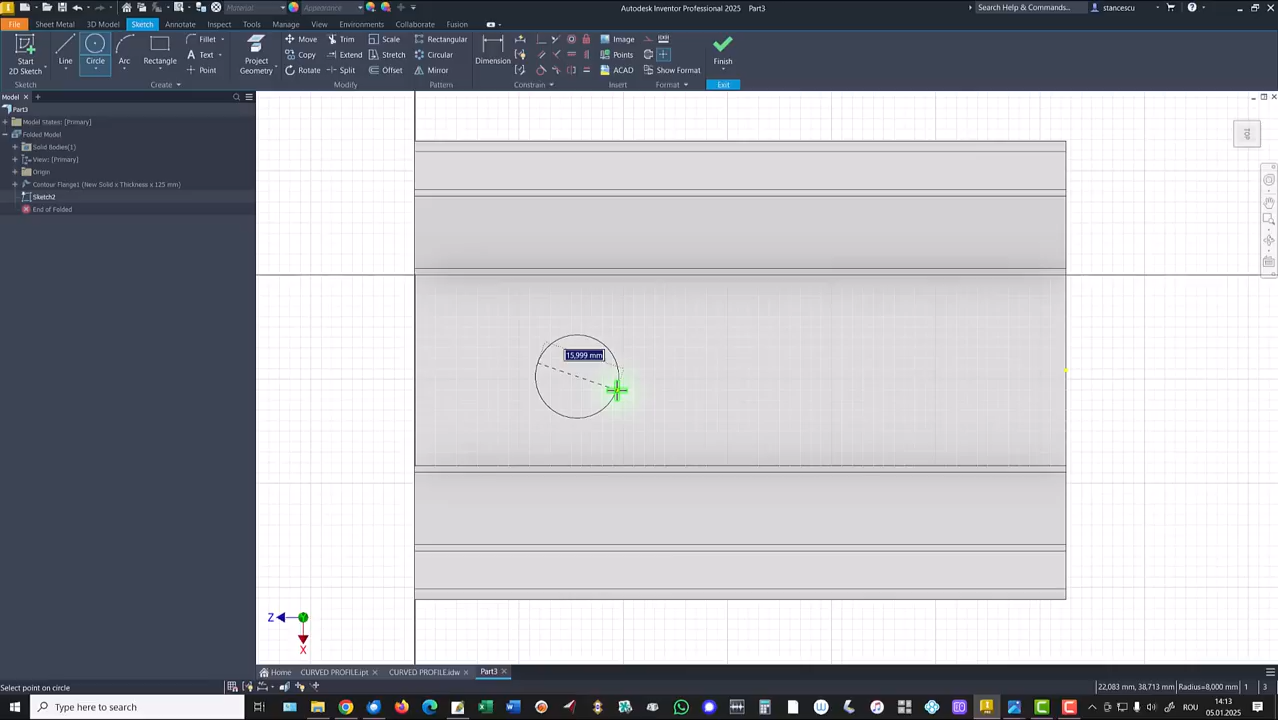 Material
Appearance
Autodesk Inventor Professional 2025 Part3
Search Help & Commands...
stancescu
File Sheet Metal 3D Model Sketch Annotate Inspect Tools Manage View Environments Collaborate Fusion
Start
2D Sketch
Line
Circle
Arc
Rectangle
Fillet
Text
Point
Project
Geometry
Move
Copy
Rotate
Trim
Extend
Split
Scale
Stretch
Offset
Rectangular
Circular
Mirror
Dimension
Image
Points
ACAD
Show Format
Finish
Sketch Create Modify Pattern Constrain Insert Format Exit
Model
Part3
Model States: [Primary]
Folded Model
Solid Bodies(1)
View: [Primary]
Origin
Contour Flange1 (New Solid x Thickness x 125 mm)
Sketch2
End of Folded
TOP
15,999 mm
Z
X
Home CURVED PROFILE.ipt CURVED PROFILE.idw Part3
Select point on circle
22,083 mm, 38,713 mm Radius=8,000 mm 1 3
Type here to search
ROU
14:13
05.01.2025